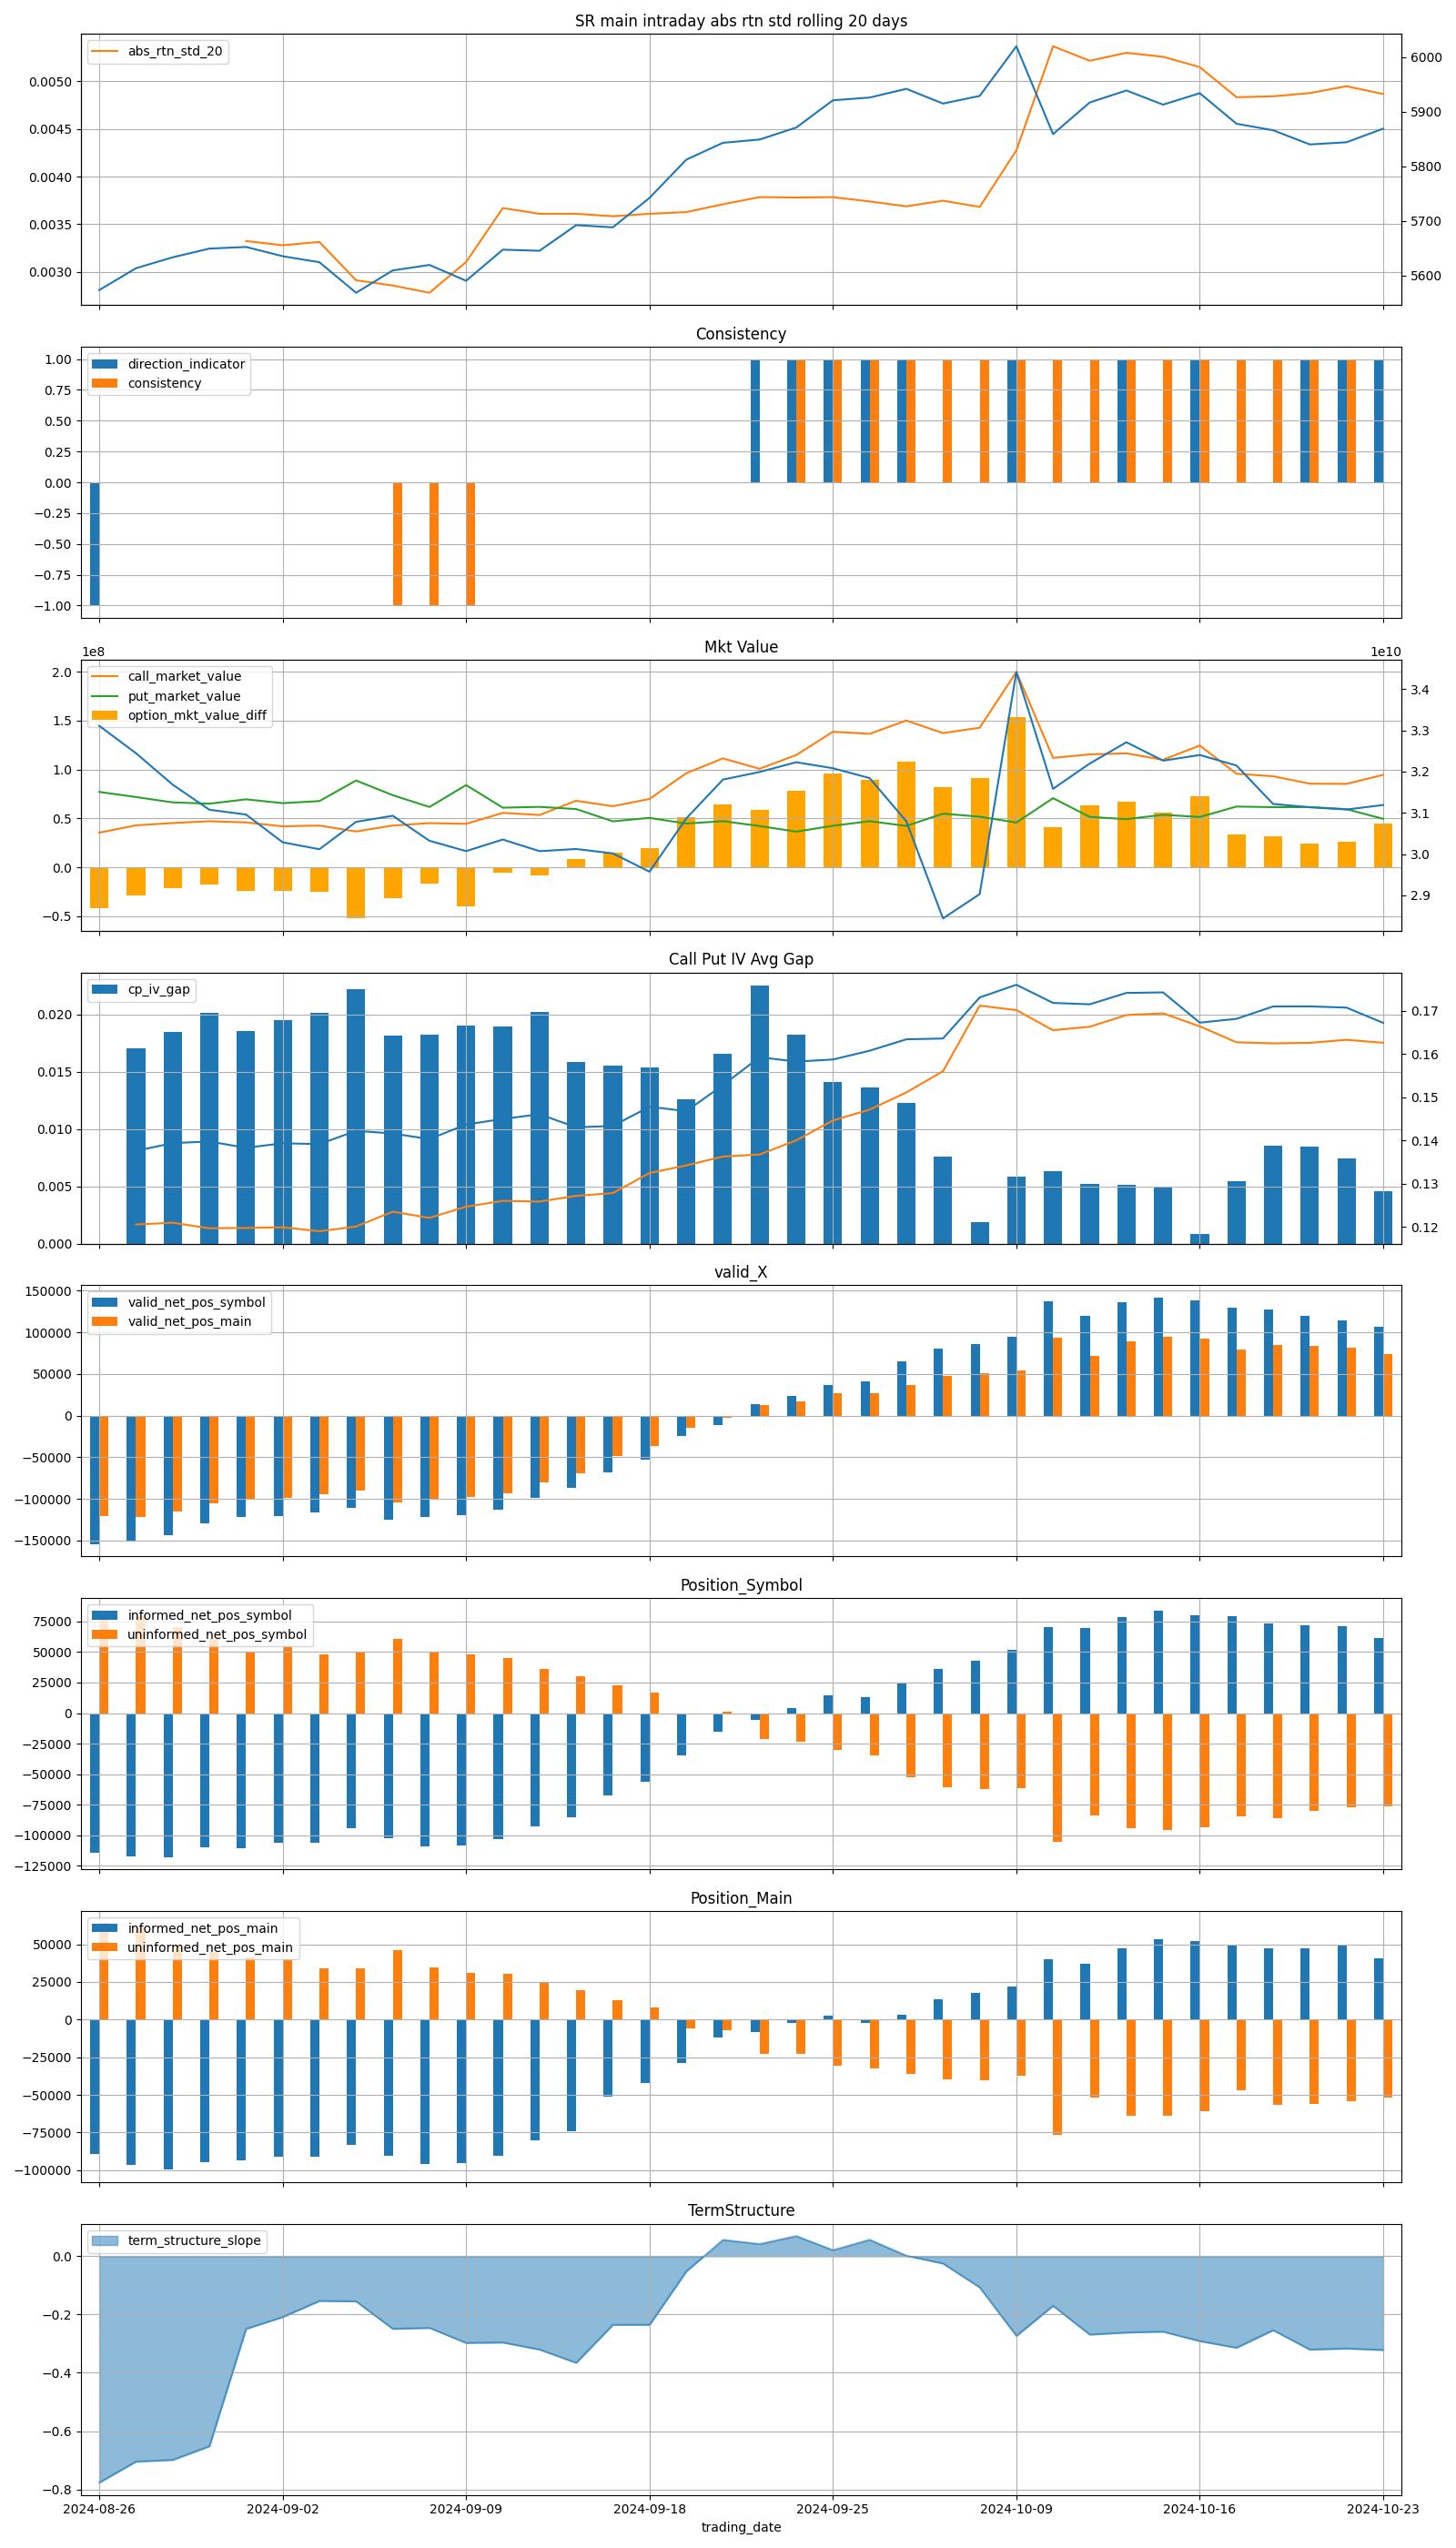 SR main intraday abs rtn std rolling 20 days
abs_rtn_std_20
0.0050
0.0045
0.0040
0.0035
0.0030
6000
5900
5800
5700
5600
Consistency
direction_indicator
consistency
1.00
0.75
0.50
0.25
0.00
−0.25
−0.50
−0.75
−1.00
Mkt Value
1e8
1e10
call_market_value
put_market_value
option_mkt_value_diff
2.0
1.5
1.0
0.5
0.0
−0.5
3.4
3.3
3.2
3.1
3.0
2.9
Call Put IV Avg Gap
cp_iv_gap
0.020
0.015
0.010
0.005
0.000
0.17
0.16
0.15
0.14
0.13
0.12
valid_X
valid_net_pos_symbol
valid_net_pos_main
150000
100000
50000
0
−50000
−100000
−150000
Position_Symbol
informed_net_pos_symbol
uninformed_net_pos_symbol
75000
50000
25000
0
−25000
−50000
−75000
−100000
−125000
Position_Main
informed_net_pos_main
uninformed_net_pos_main
50000
25000
0
−25000
−50000
−75000
−100000
TermStructure
term_structure_slope
0.0
−0.2
−0.4
−0.6
−0.8
2024-08-26 2024-09-02 2024-09-09 2024-09-18 2024-09-25 2024-10-09 2024-10-16 2024-10-23
trading_date